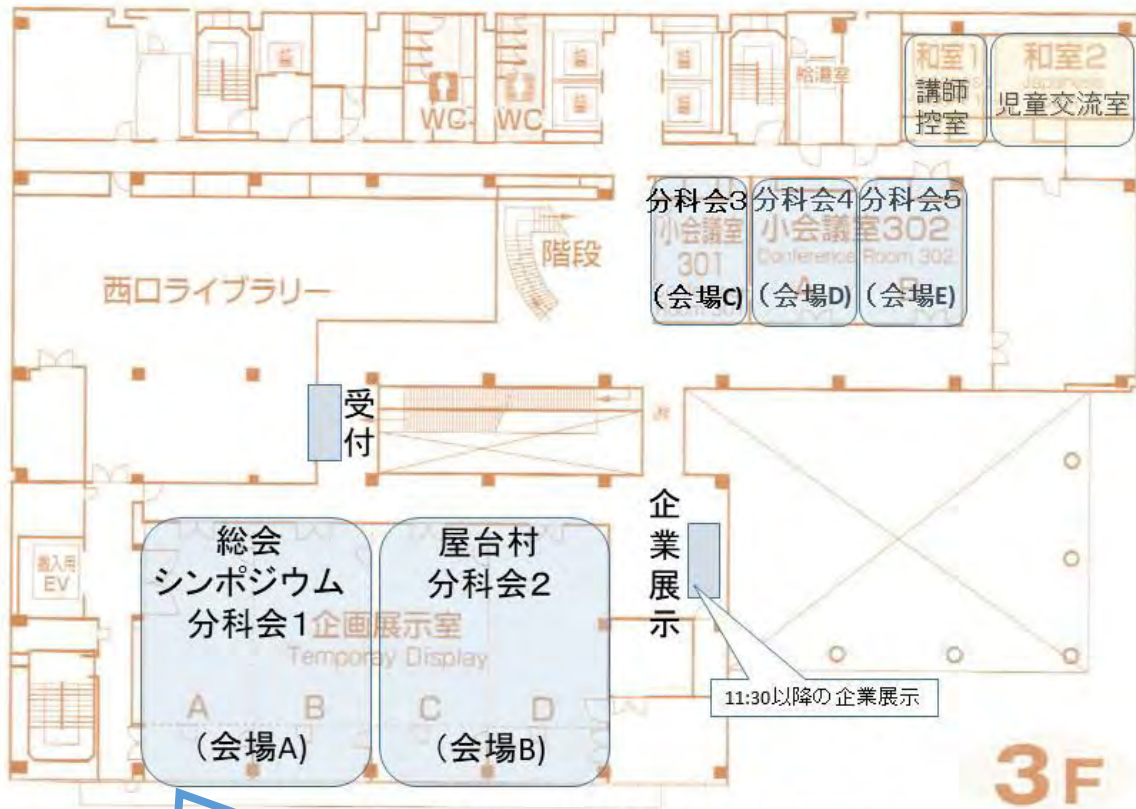 和室1
講師
控室
和室2
Japanese
児童交流室
給湯室
WC
WC
分科会3
小会議室
301
(会場C)
分科会4
分科会5
小会議室302
Conference Room 302
A
(会場D)
(会場E)
階段
西口ライブラリー
受付
企業展示
搬入用
EV
総会
シンポジウム
分科会1
屋台村
分科会2
企画展示室
Temporay Display
A
B
C
D
(会場A)
(会場B)
11:30以降の企業展示
3F